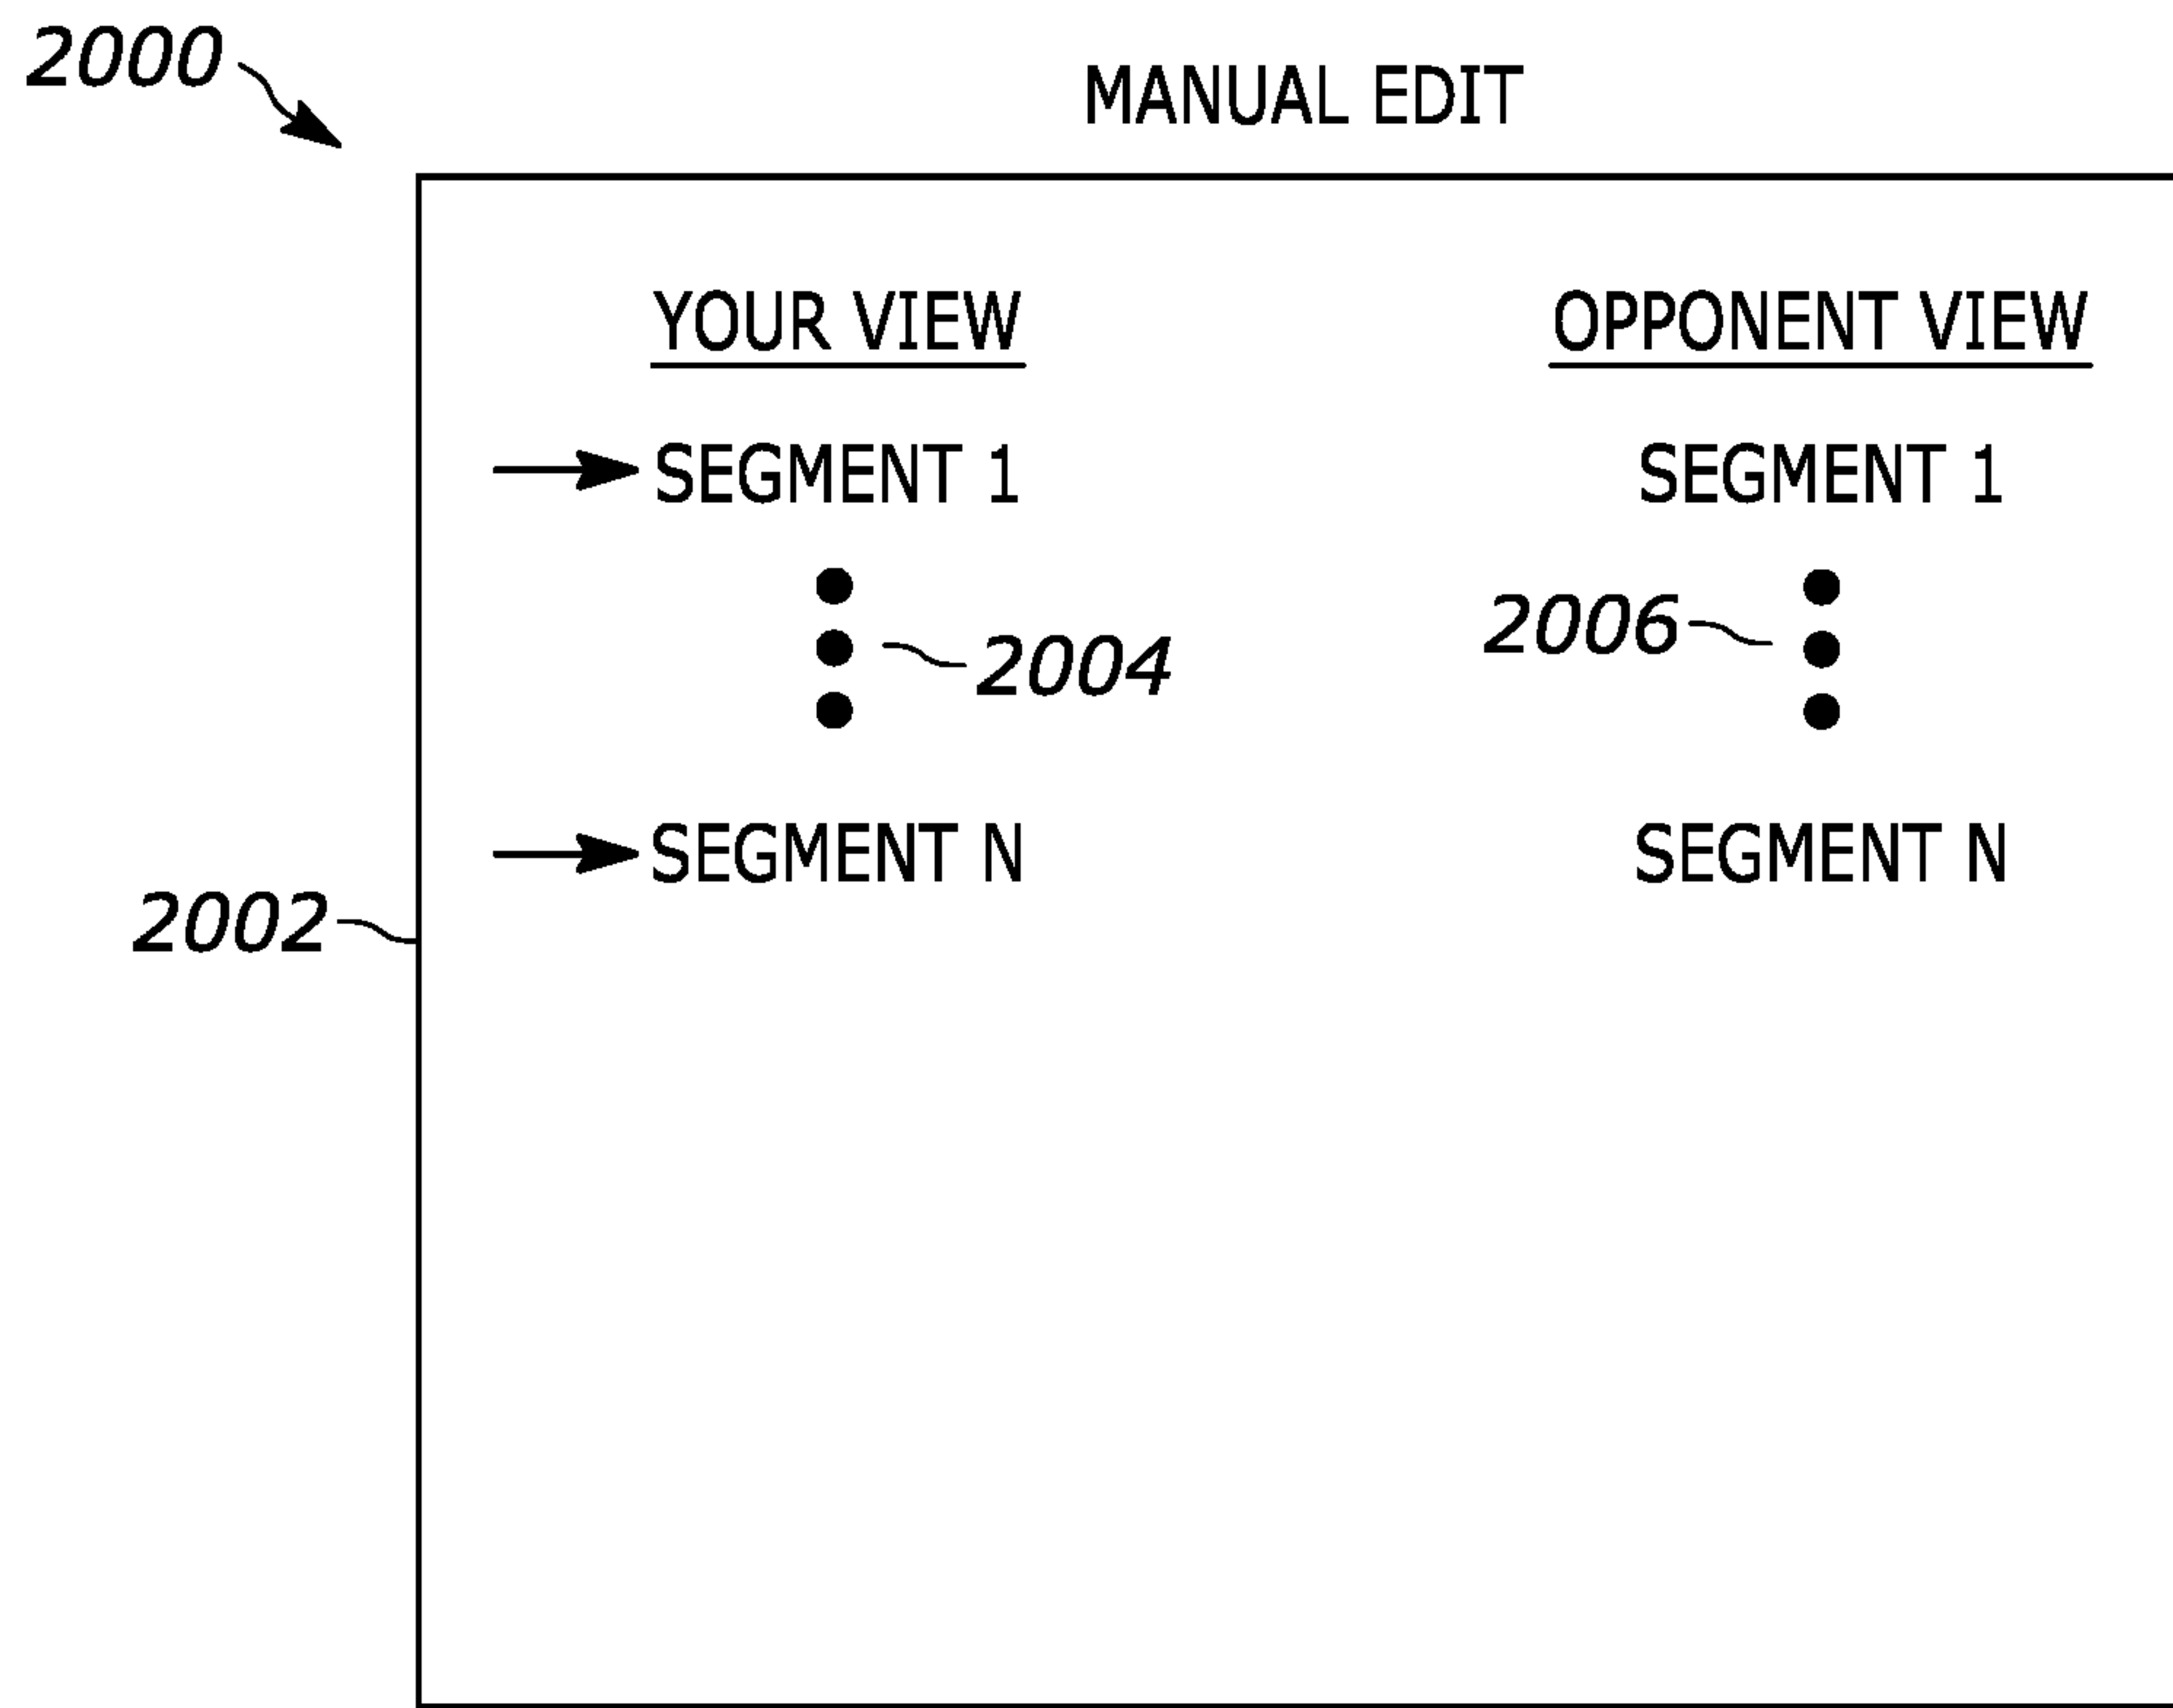 2000
MANUAL EDIT
YOUR VIEW OPPONENT VIEW
SEGMENT 1 SEGMENT 1
2004 2006
SEGMENT N SEGMENT N
2002